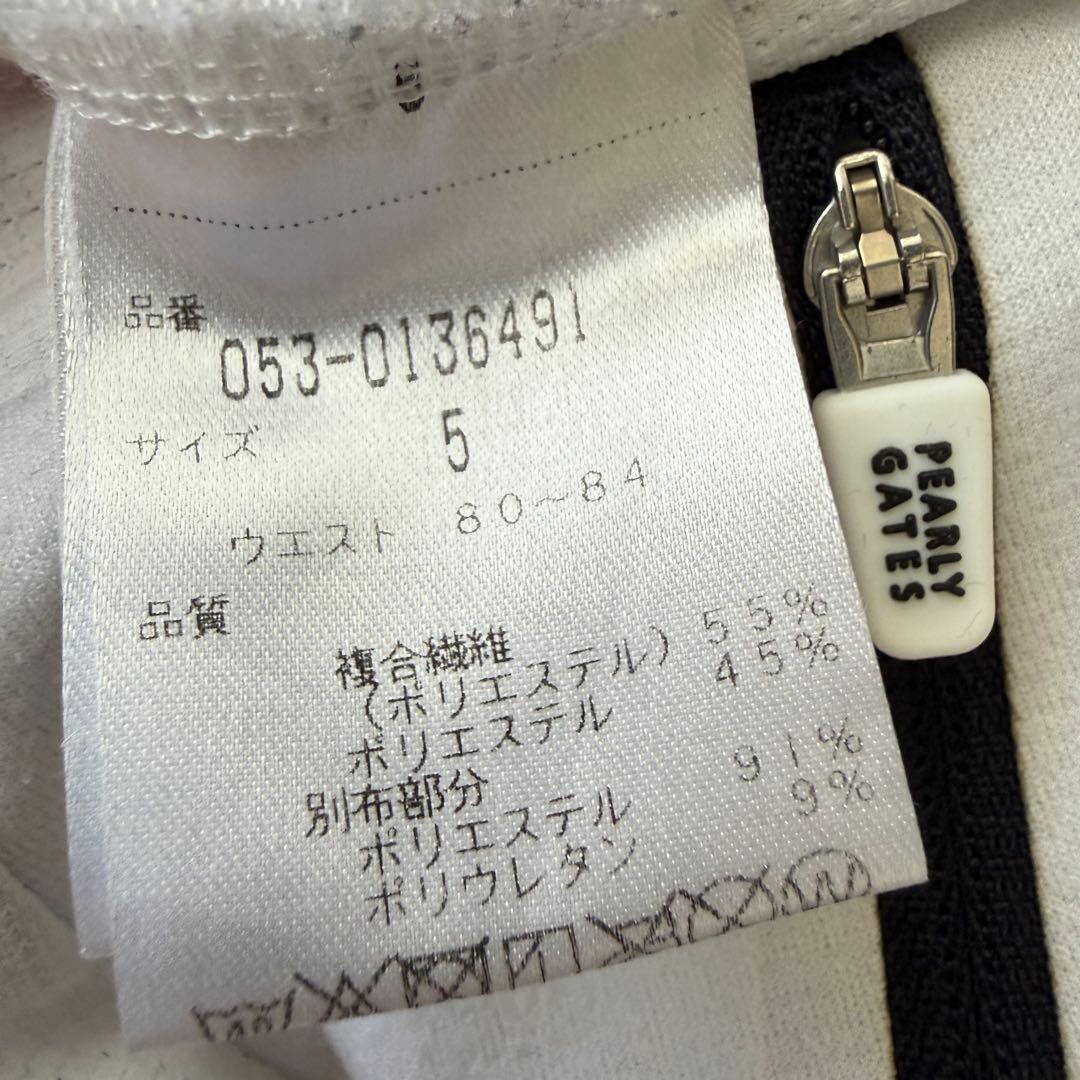 品番
053-0136491
サイズ 5
ウエスト 80～84
品質
複合繊維
(ポリエステル) 55%
ポリエステル 45%
別布部分
ポリエステル 91%
ポリウレタン 9%
PEARLY
GATES